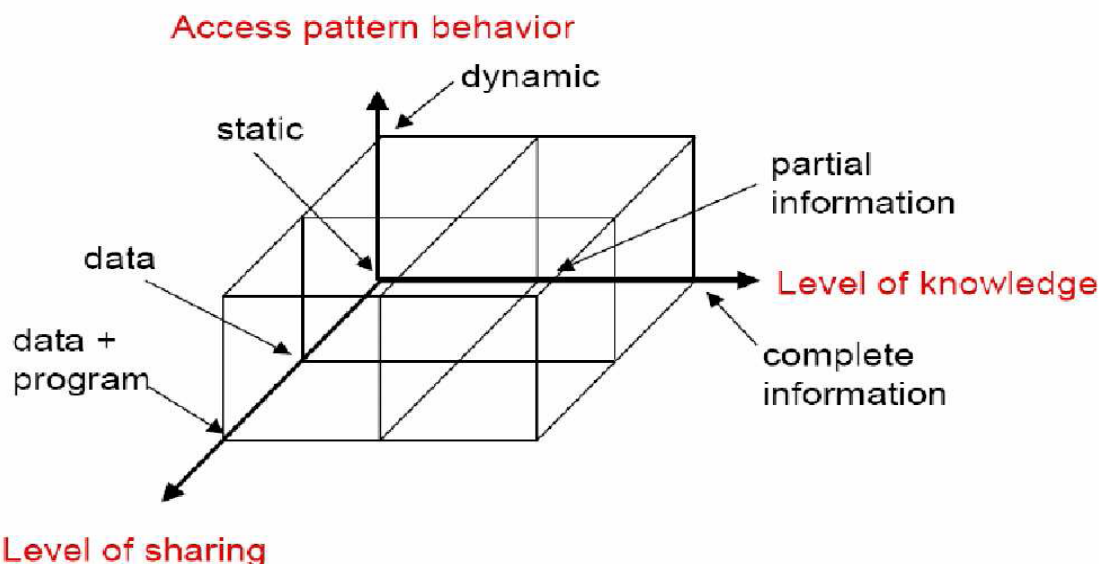 Access pattern behavior
dynamic
static
partial
information
data
Level of knowledge
data +
program
complete
information
Level of sharing